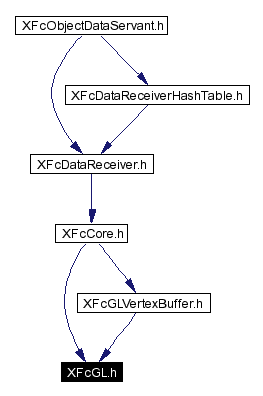 XFcObjectDataServant.h
XFcDataReceiverHashTable.h
XFcDataReceiver.h
XFcCore.h
XFcGLVertexBuffer.h
XFcGL.h